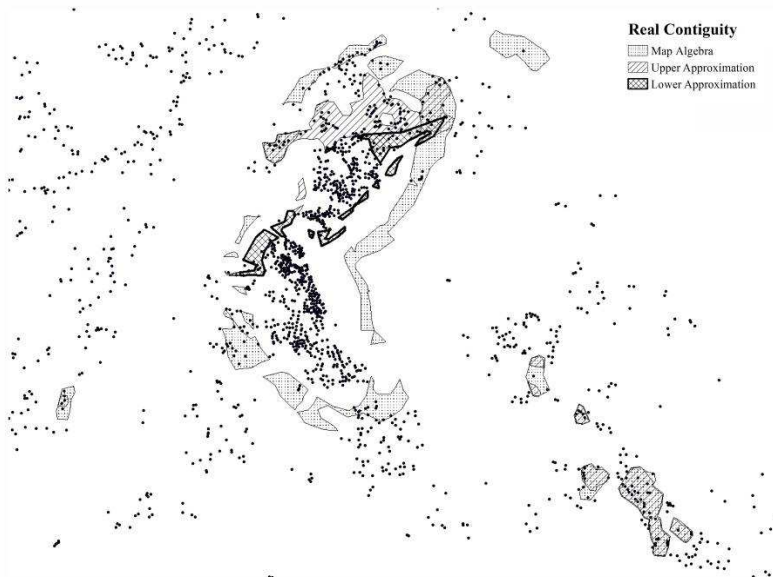 Real Contiguity
Map Algebra
Upper Approximation
Lower Approximation